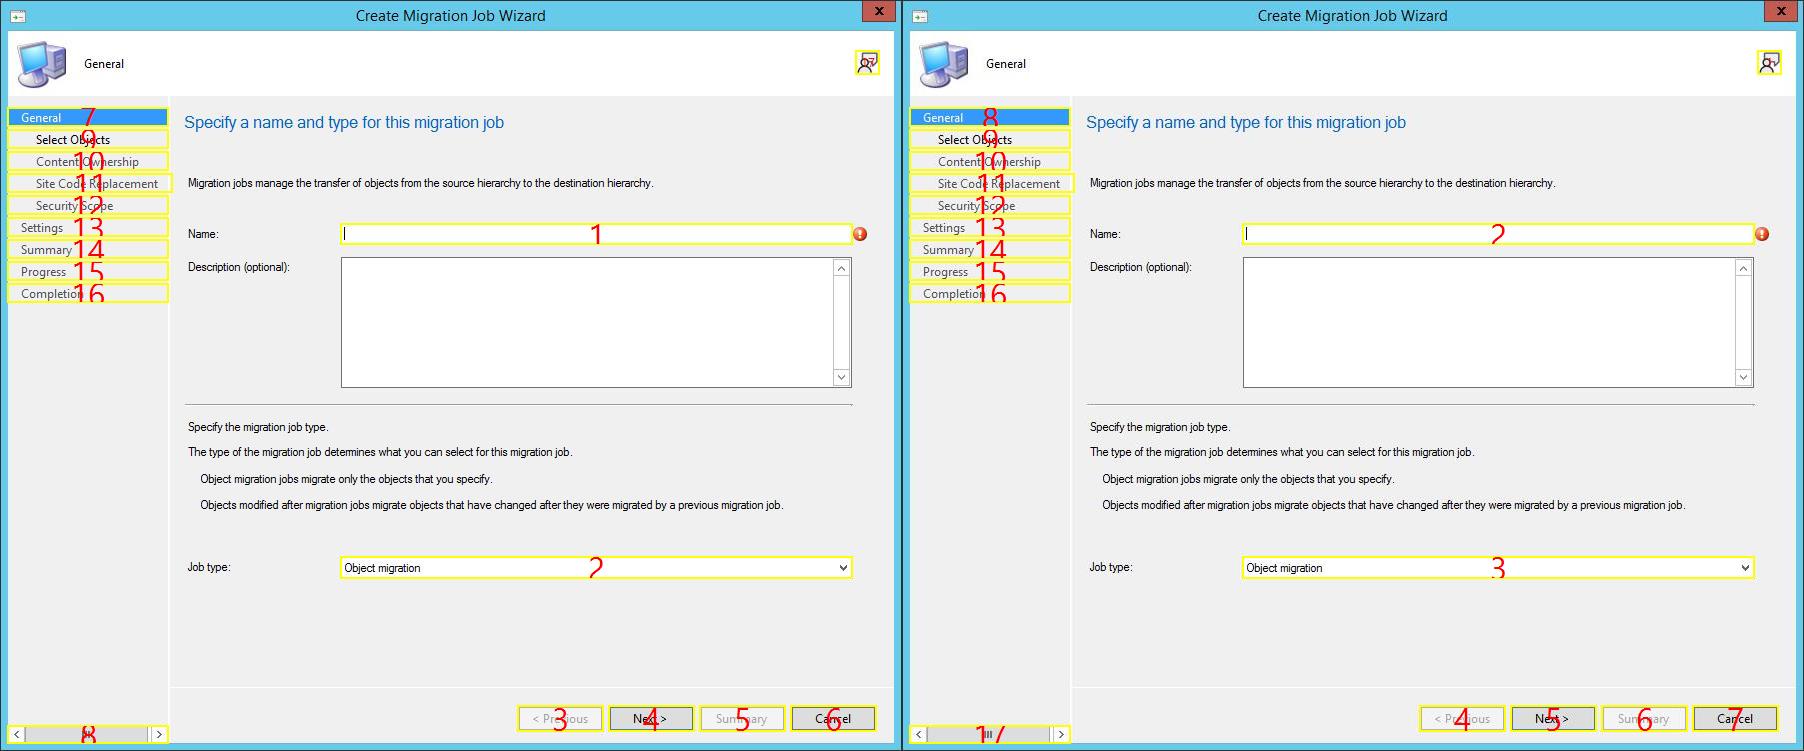 Create Migration Job Wizard
x
General
17
General 7
Select Objects 9
Content Ownership 10
Site Code Replacement 11
Security Scope 12
Settings 13
Summary 14
Progress 15
Completion 16
Specify a name and type for this migration job
Migration jobs manage the transfer of objects from the source hierarchy to the destination hierarchy.
Name: 1
Description (optional):
Specify the migration job type.
The type of the migration job determines what you can select for this migration job.
Object migration jobs migrate only the objects that you specify.
Objects modified after migration jobs migrate objects that have changed after they were migrated by a previous migration job.
Job type: Object migration 2
8
< Previous 3 Next > 4 Summary 5 Cancel 6
Create Migration Job Wizard
x
General
General 8
Select Objects 9
Content Ownership 10
Site Code Replacement 11
Security Scope 12
Settings 13
Summary 14
Progress 15
Completion 16
Specify a name and type for this migration job
Migration jobs manage the transfer of objects from the source hierarchy to the destination hierarchy.
Name: 2
Description (optional):
Specify the migration job type.
The type of the migration job determines what you can select for this migration job.
Object migration jobs migrate only the objects that you specify.
Objects modified after migration jobs migrate objects that have changed after they were migrated by a previous migration job.
Job type: Object migration 3
17
< Previous 4 Next > 5 Summary 6 Cancel 7